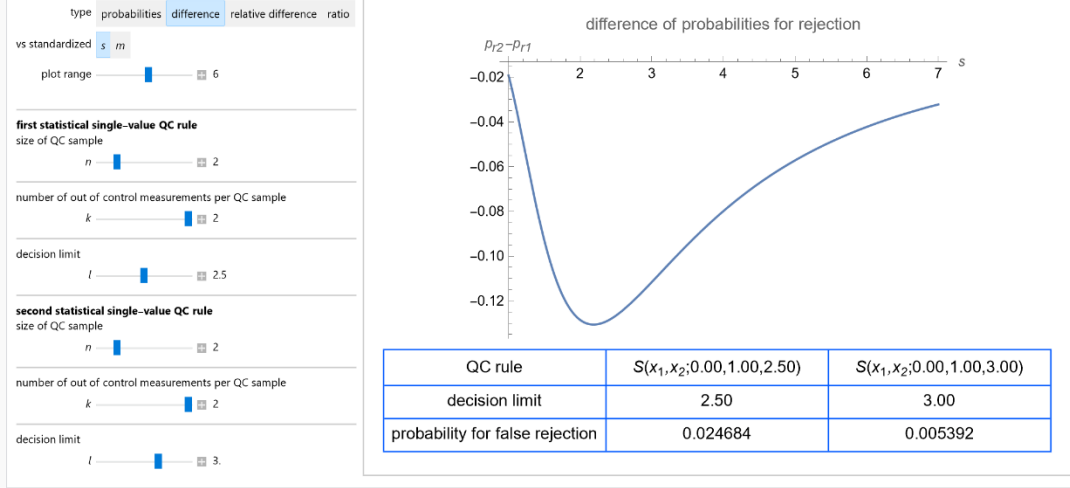 type probabilities difference relative difference ratio
vs standardized s m
plot range 6
first statistical single-value QC rule
size of QC sample
n 2
number of out of control measurements per QC sample
k 2
decision limit
l 2.5
second statistical single-value QC rule
size of QC sample
n 2
number of out of control measurements per QC sample
k 2
decision limit
l 3.
difference of probabilities for rejection
pr2-pr1
2 3 4 5 6 7 s
-0.02
-0.04
-0.06
-0.08
-0.10
-0.12
QC rule S(x1,x2;0.00,1.00,2.50) S(x1,x2;0.00,1.00,3.00)
decision limit 2.50 3.00
probability for false rejection 0.024684 0.005392